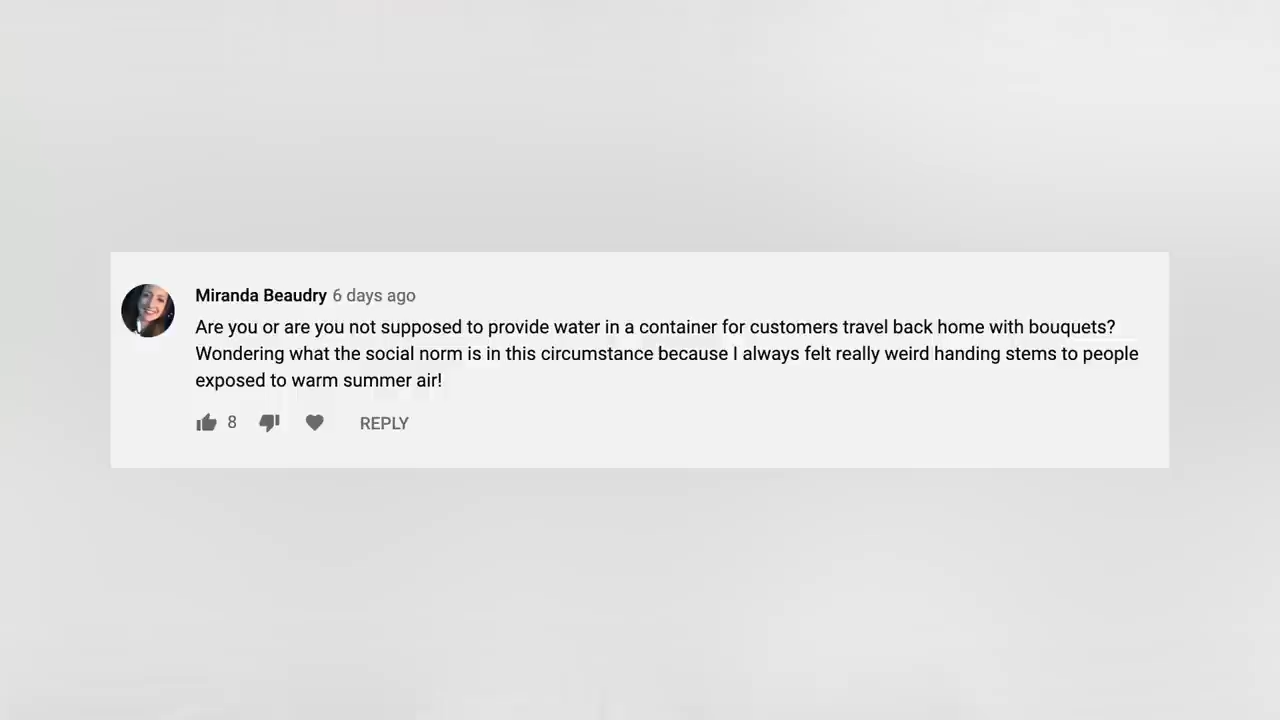 Miranda Beaudry 6 days ago
Are you or are you not supposed to provide water in a container for customers travel back home with bouquets?
Wondering what the social norm is in this circumstance because I always felt really weird handing stems to people
exposed to warm summer air!
8 REPLY